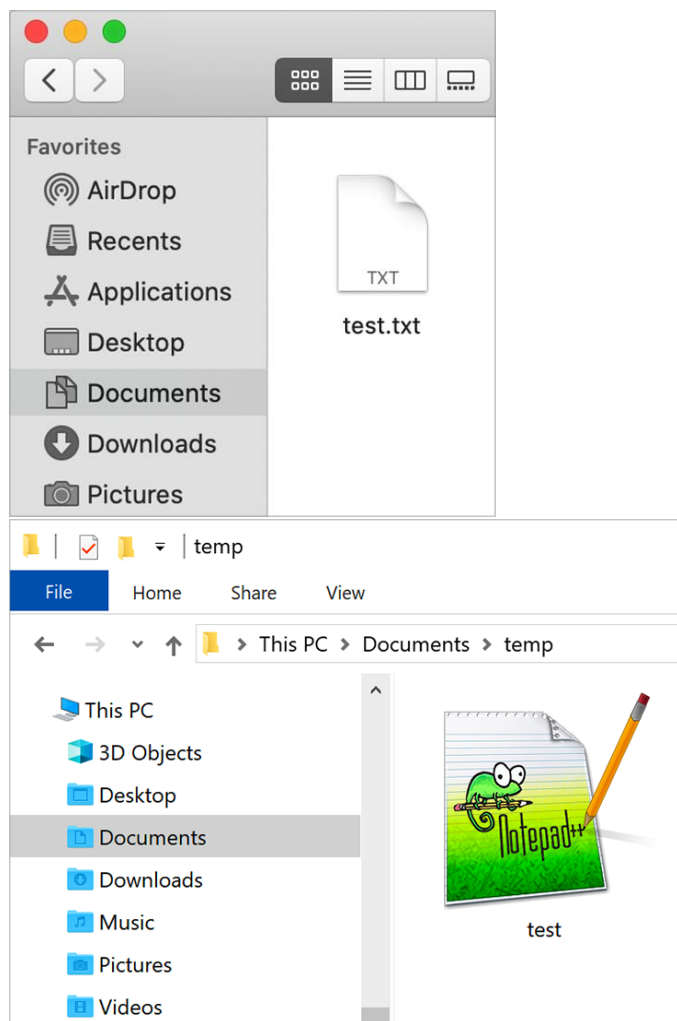 Favorites
AirDrop
Recents
Applications
Desktop
Documents
Downloads
Pictures
TXT
test.txt
temp
File Home Share View
This PC > Documents > temp
This PC
3D Objects
Desktop
Documents
Downloads
Music
Pictures
Videos
Notepad++
test